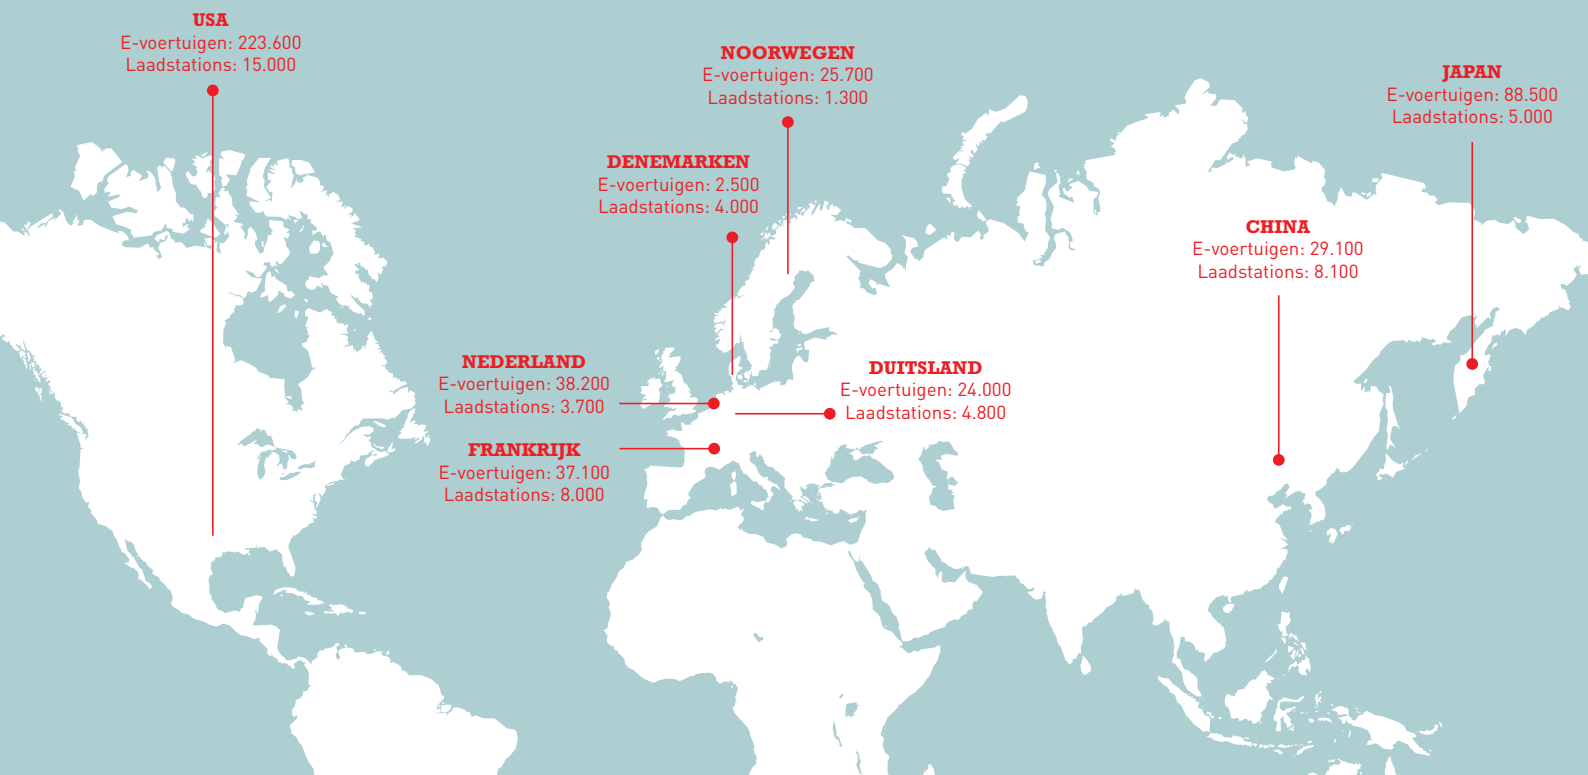 USA
E-voertuigen: 223.600
Laadstations: 15.000
NOORWEGEN
E-voertuigen: 25.700
Laadstations: 1.300
JAPAN
E-voertuigen: 88.500
Laadstations: 5.000
DENEMARKEN
E-voertuigen: 2.500
Laadstations: 4.000
CHINA
E-voertuigen: 29.100
Laadstations: 8.100
NEDERLAND
E-voertuigen: 38.200
Laadstations: 3.700
DUITSLAND
E-voertuigen: 24.000
Laadstations: 4.800
FRANKRIJK
E-voertuigen: 37.100
Laadstations: 8.000